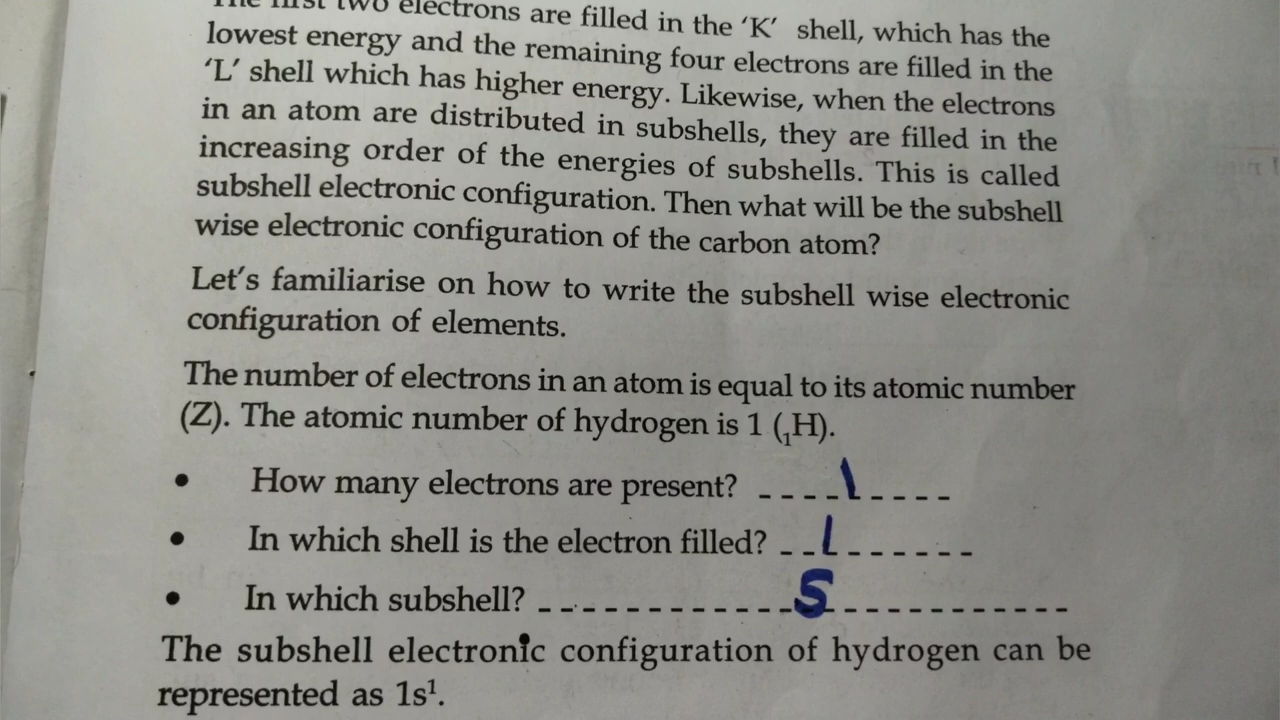 The first two electrons are filled in the 'K' shell, which has the
lowest energy and the remaining four electrons are filled in the
'L' shell which has higher energy. Likewise, when the electrons
in an atom are distributed in subshells, they are filled in the
increasing order of the energies of subshells. This is called
subshell electronic configuration. Then what will be the subshell
wise electronic configuration of the carbon atom?
Let's familiarise on how to write the subshell wise electronic
configuration of elements.
The number of electrons in an atom is equal to its atomic number
(Z). The atomic number of hydrogen is 1 (₁H).
• How many electrons are present? ----1----
• In which shell is the electron filled? --1------
• In which subshell? ------------S-------------
The subshell electronic configuration of hydrogen can be
represented as 1s¹.